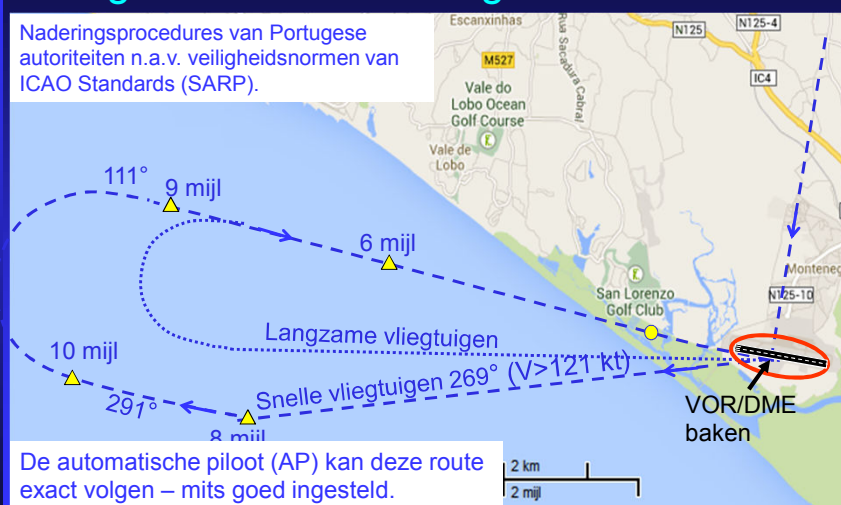 Naderingsprocedures van Portugese
autoriteiten n.a.v. veiligheidsnormen van
ICAO Standards (SARP).
Escanxinhas
N125
N125-4
M527
Rua Sacadura Cabral
IC4
Vale do
Lobo Ocean
Golf Course
Vale de
Lobo
111°
9 mijl
6 mijl
San Lorenzo
Golf Club
Monteneg
N125-10
Langzame vliegtuigen
10 mijl
291°
Snelle vliegtuigen 269° (V>121 kt)
8 mijl
VOR/DME
baken
De automatische piloot (AP) kan deze route
exact volgen – mits goed ingesteld.
2 km
2 mijl